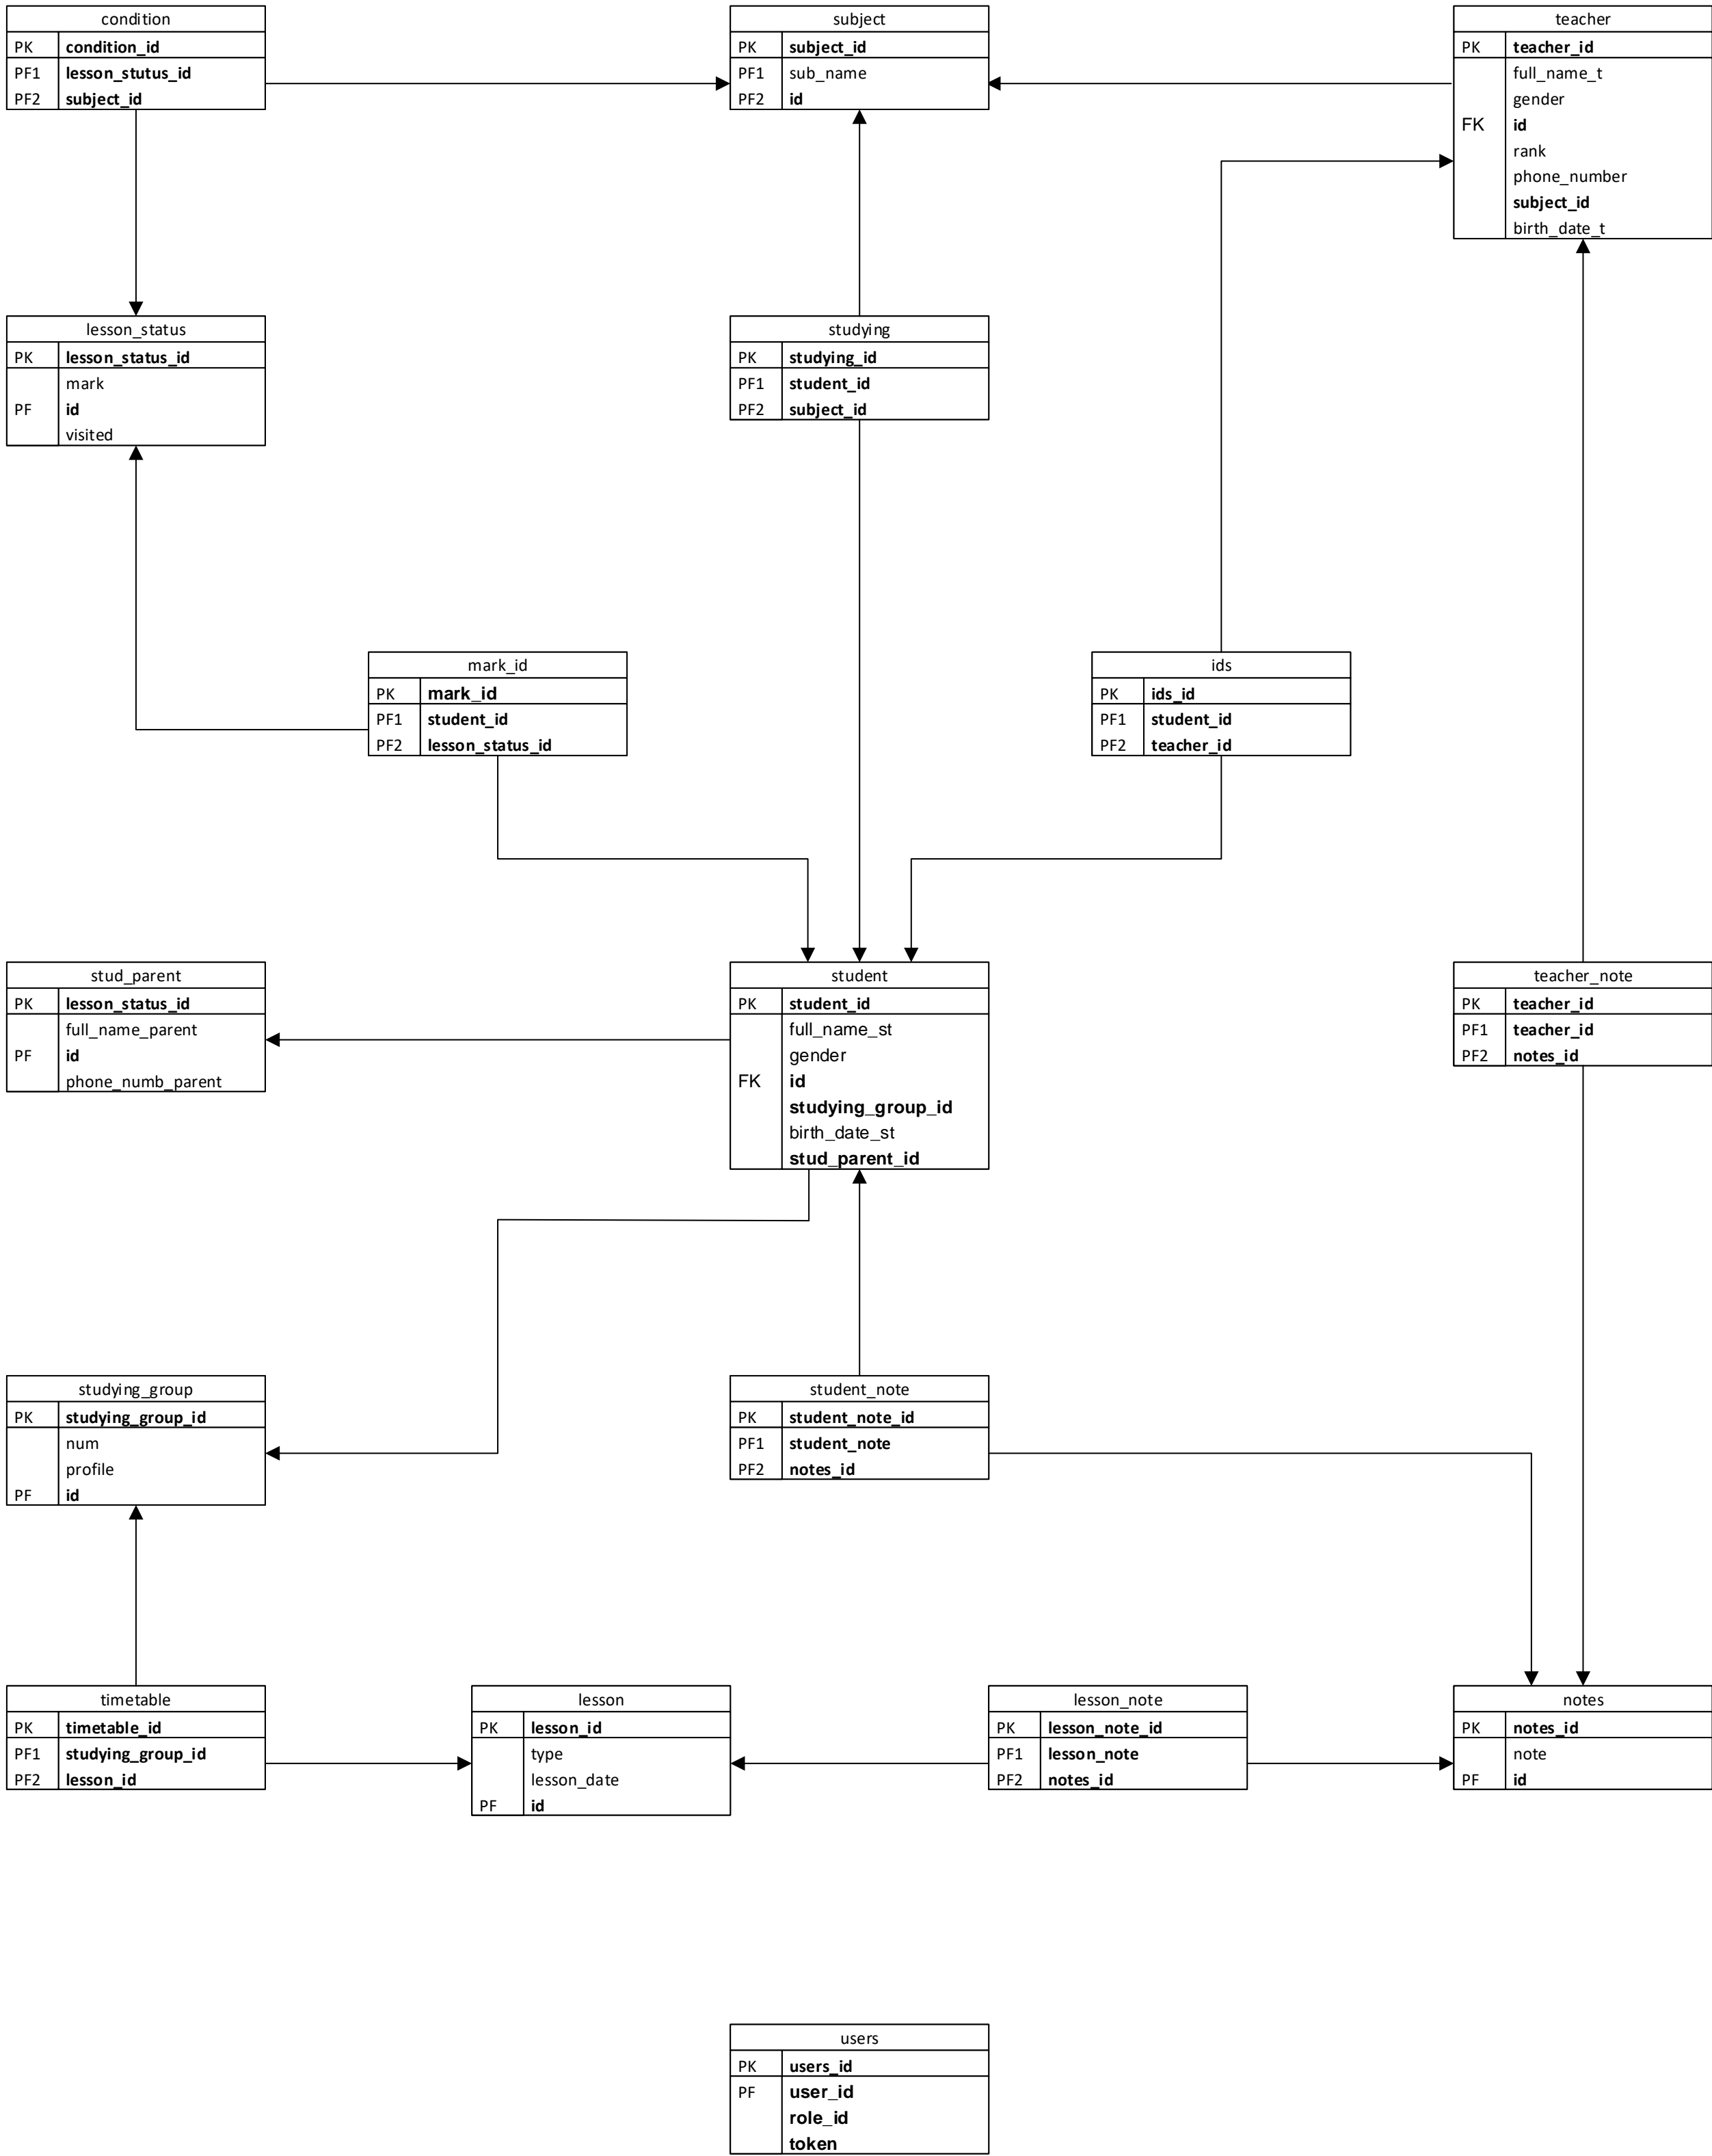 condition
PK condition_id
PF1 lesson_stutus_id
PF2 subject_id
subject
PK subject_id
PF1 sub_name
PF2 id
teacher
PK teacher_id
full_name_t
gender
FK id
rank
phone_number
subject_id
birth_date_t
lesson_status
PK lesson_status_id
mark
PF id
visited
studying
PK studying_id
PF1 student_id
PF2 subject_id
mark_id
PK mark_id
PF1 student_id
PF2 lesson_status_id
ids
PK ids_id
PF1 student_id
PF2 teacher_id
stud_parent
PK lesson_status_id
full_name_parent
PF id
phone_numb_parent
student
PK student_id
full_name_st
gender
FK id
studying_group_id
birth_date_st
stud_parent_id
teacher_note
PK teacher_id
PF1 teacher_id
PF2 notes_id
studying_group
PK studying_group_id
num
profile
PF id
student_note
PK student_note_id
PF1 student_note
PF2 notes_id
timetable
PK timetable_id
PF1 studying_group_id
PF2 lesson_id
lesson
PK lesson_id
type
lesson_date
PF id
lesson_note
PK lesson_note_id
PF1 lesson_note
PF2 notes_id
notes
PK notes_id
note
PF id
users
PK users_id
PF user_id
role_id
token